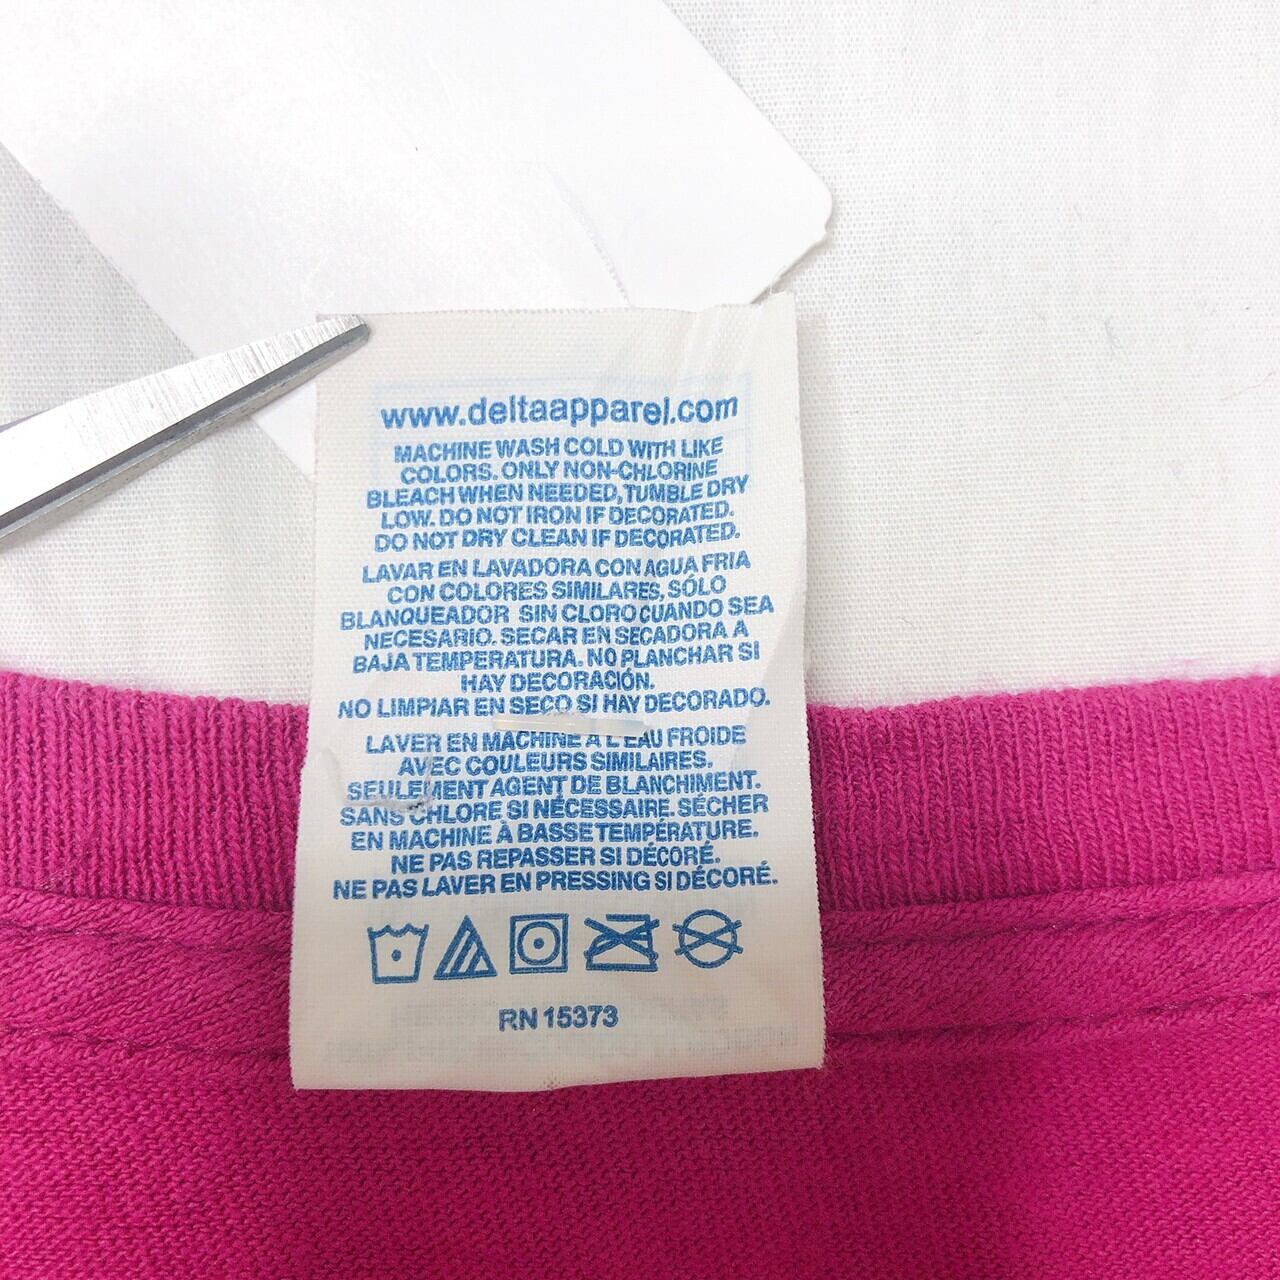 www.deltaapparel.com
MACHINE WASH COLD WITH LIKE
COLORS. ONLY NON-CHLORINE
BLEACH WHEN NEEDED, TUMBLE DRY
LOW. DO NOT IRON IF DECORATED.
DO NOT DRY CLEAN IF DECORATED.
LAVAR EN LAVADORA CON AGUA FRIA
CON COLORES SIMILARES, SÓLO
BLANQUEADOR SIN CLORO CUANDO SEA
NECESARIO. SECAR EN SECADORA A
BAJA TEMPERATURA. NO PLANCHAR SI
HAY DECORACIÓN.
NO LIMPIAR EN SECO SI HAY DECORADO.
LAVER EN MACHINE À L'EAU FROIDE
AVEC COULEURS SIMILAIRES.
SEULEMENT AGENT DE BLANCHIMENT.
SANS CHLORE SI NÉCESSAIRE. SÉCHER
EN MACHINE À BASSE TEMPÉRATURE.
NE PAS REPASSER SI DÉCORÉ.
NE PAS LAVER EN PRESSING SI DÉCORÉ.
RN 15373